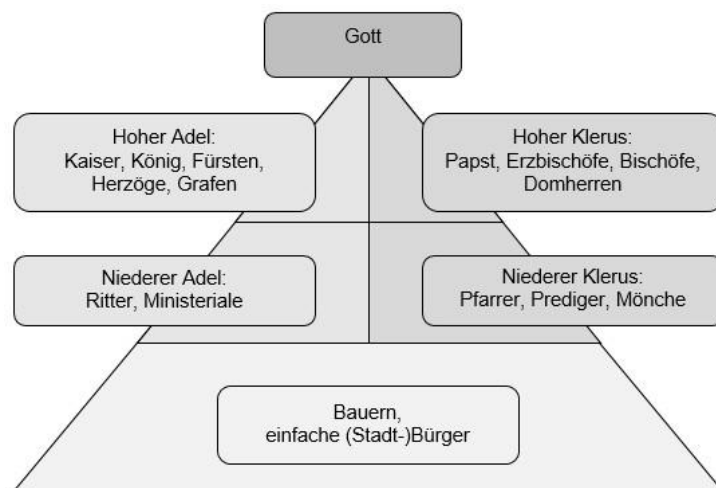 Gott
Hoher Adel:
Kaiser, König, Fürsten,
Herzöge, Grafen
Hoher Klerus:
Papst, Erzbischöfe, Bischöfe,
Domherren
Niederer Adel:
Ritter, Ministeriale
Niederer Klerus:
Pfarrer, Prediger, Mönche
Bauern,
einfache (Stadt-)Bürger